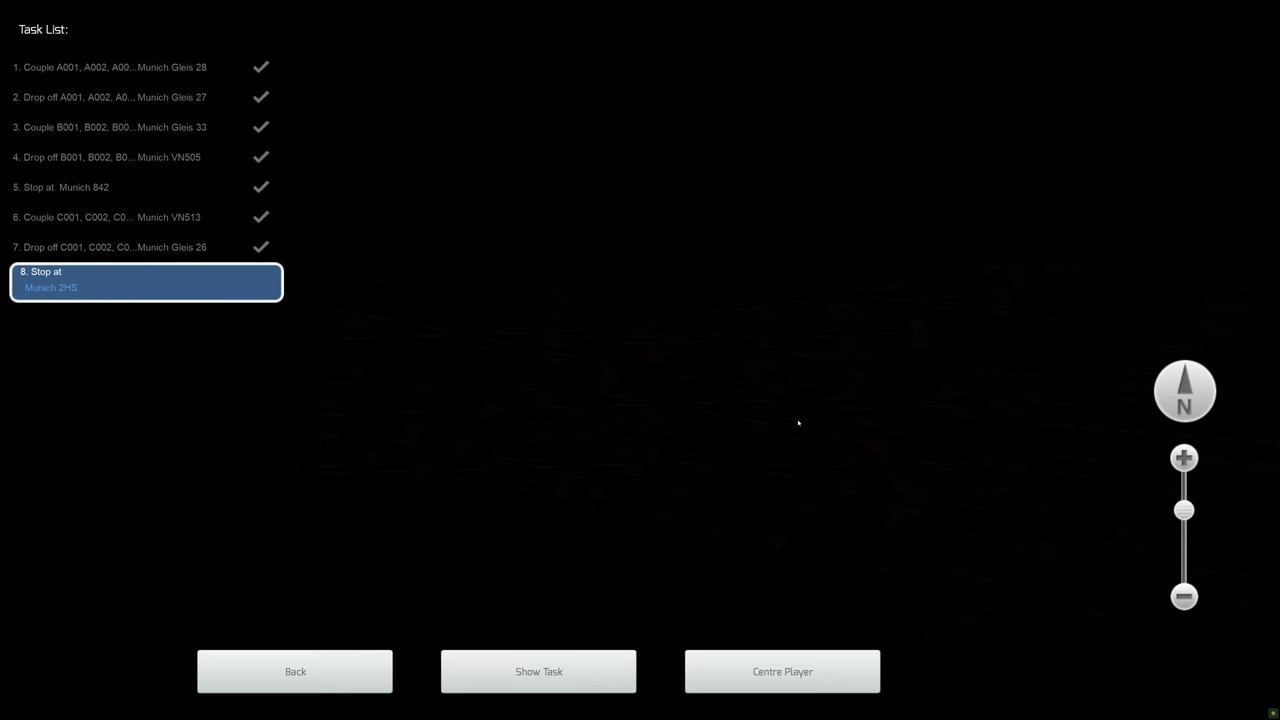 Task List:
1. Couple A001, A002, A00... Munich Gleis 28
2. Drop off A001, A002, A0... Munich Gleis 27
3. Couple B001, B002, B00... Munich Gleis 33
4. Drop off B001, B002, B0... Munich VN505
5. Stop at Munich 842
6. Couple C001, C002, C0... Munich VN513
7. Drop off C001, C002, C0... Munich Gleis 26
8. Stop at
Munich 2HS
N
Back
Show Task
Centre Player